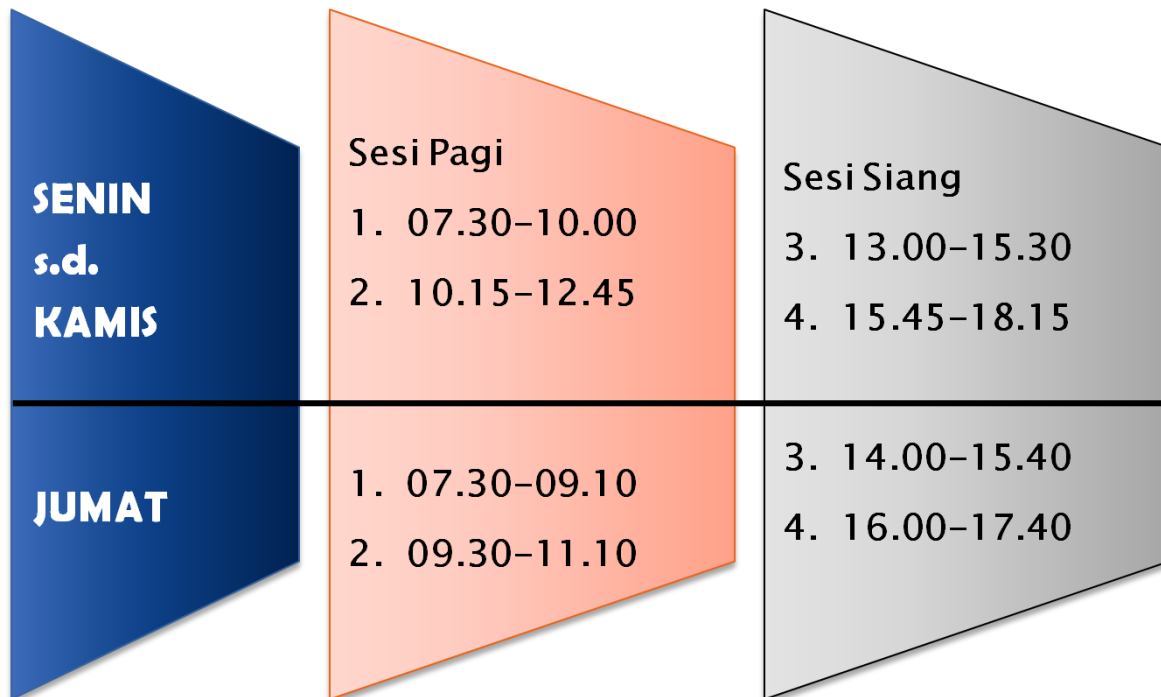 SENIN
s.d.
KAMIS
Sesi Pagi
1. 07.30–10.00
2. 10.15–12.45
Sesi Siang
3. 13.00–15.30
4. 15.45–18.15
JUMAT
1. 07.30–09.10
2. 09.30–11.10
3. 14.00–15.40
4. 16.00–17.40